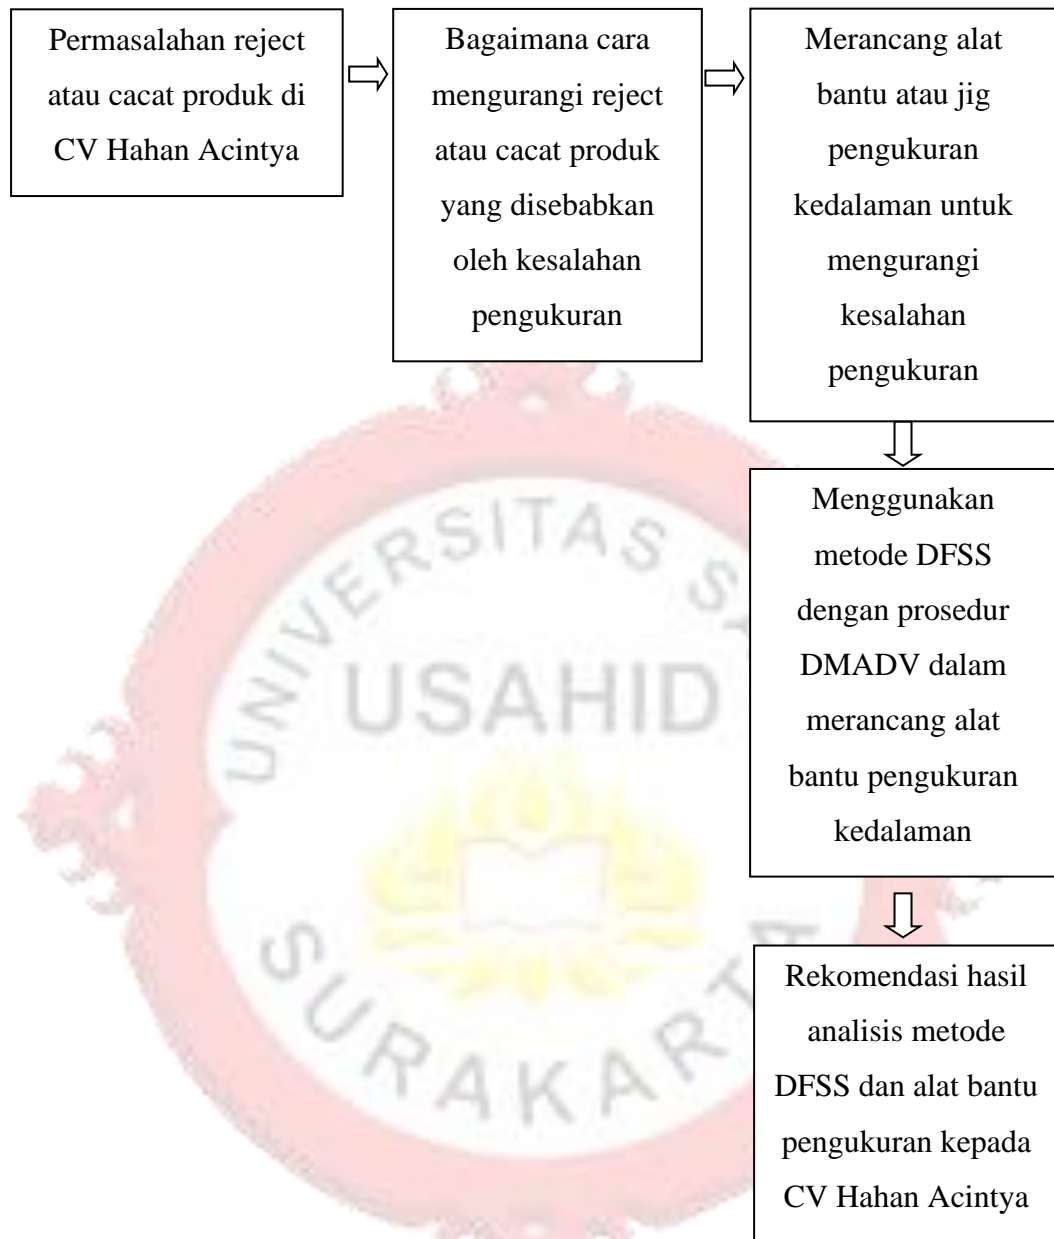 Permasalahan reject
atau cacat produk di
CV Hahan Acintya
Bagaimana cara
mengurangi reject
atau cacat produk
yang disebabkan
oleh kesalahan
pengukuran
Merancang alat
bantu atau jig
pengukuran
kedalaman untuk
mengurangi
kesalahan
pengukuran
Menggunakan
metode DFSS
dengan prosedur
DMADV dalam
merancang alat
bantu pengukuran
kedalaman
Rekomendasi hasil
analisis metode
DFSS dan alat bantu
pengukuran kepada
CV Hahan Acintya
UNIVERSITAS
USAHID
SURAKARTA